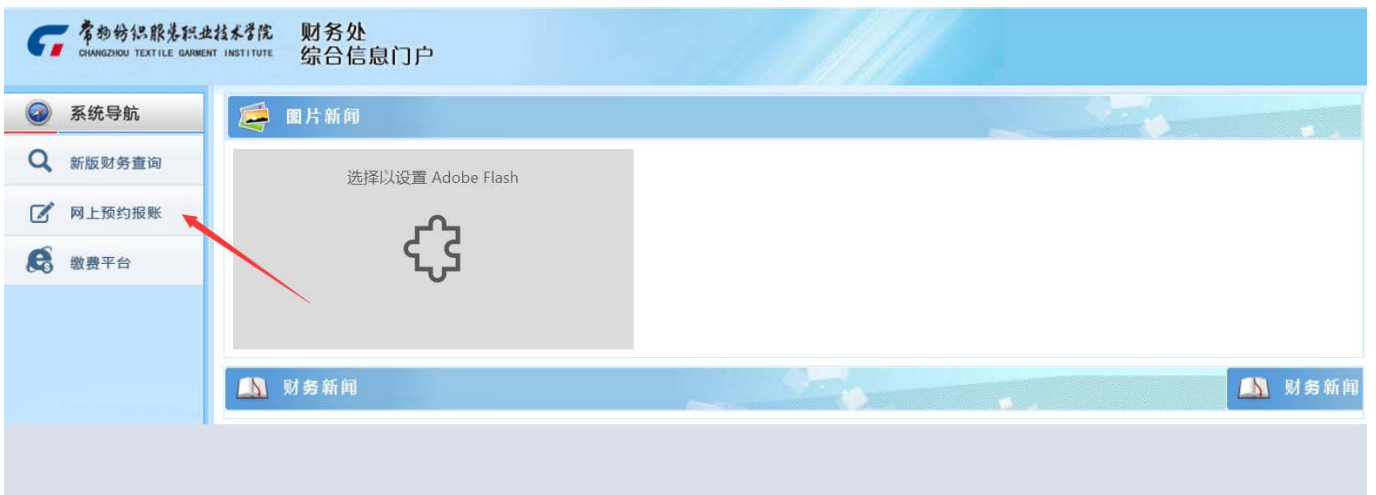 常州纺织服装职业技术学院
CHANGZHOU TEXTILE GARMENT INSTITUTE
财务处
综合信息门户
系统导航
新版财务查询
网上预约报账
缴费平台
图片新闻
选择以设置 Adobe Flash
财务新闻
财务新闻